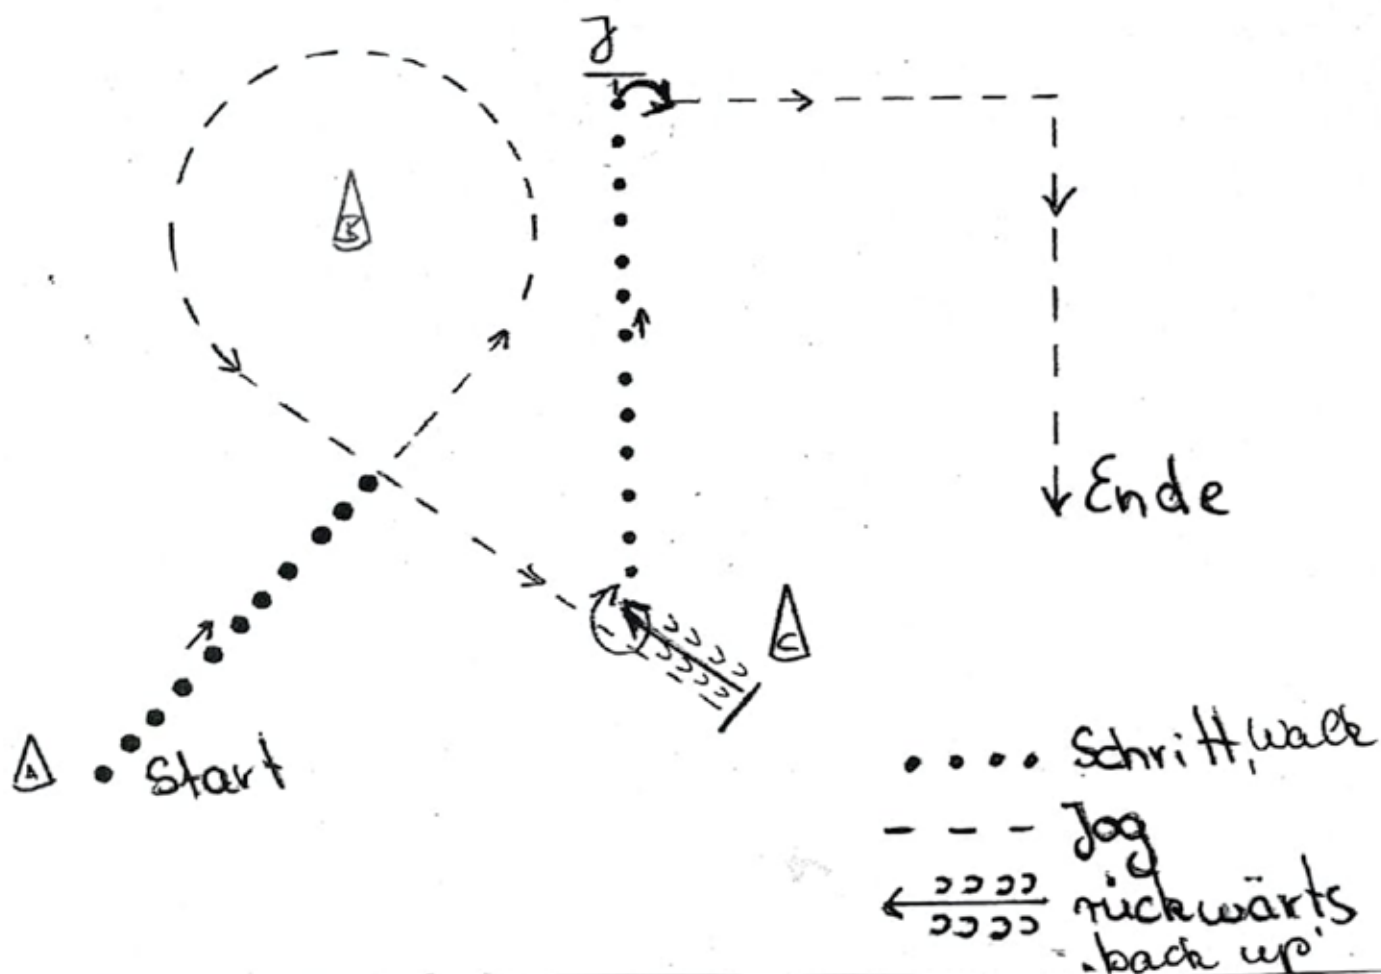 J
B
Ende
C
A
Start
Schritt, walk
Jog
rückwärts
"back up"